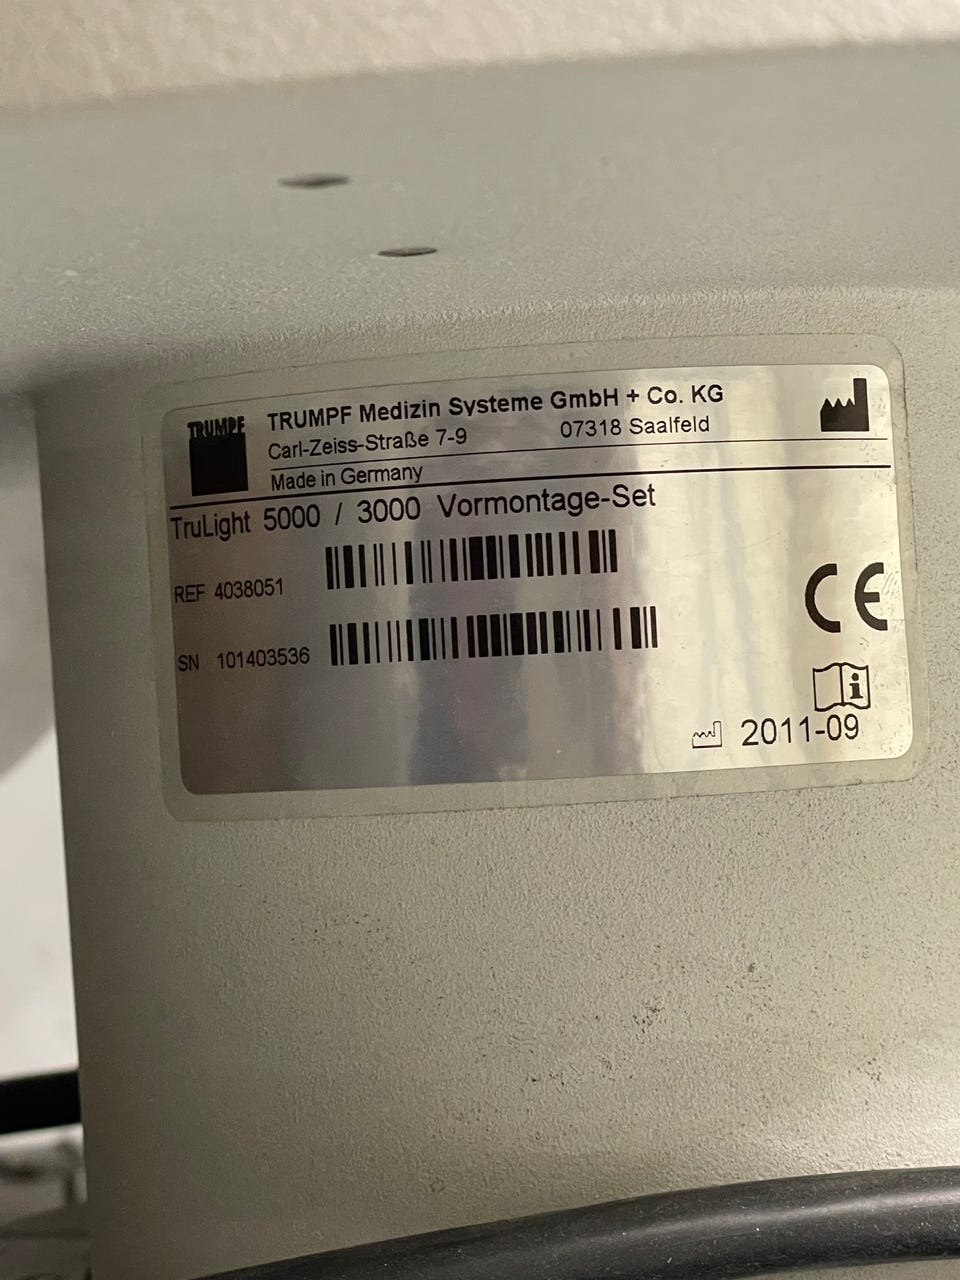 TRUMPF
TRUMPF Medizin Systeme GmbH + Co. KG
Carl-Zeiss-Straße 7-9 07318 Saalfeld
Made in Germany
TruLight 5000 / 3000 Vormontage-Set
REF 4038051
SN 101403536
CE
i
2011-09